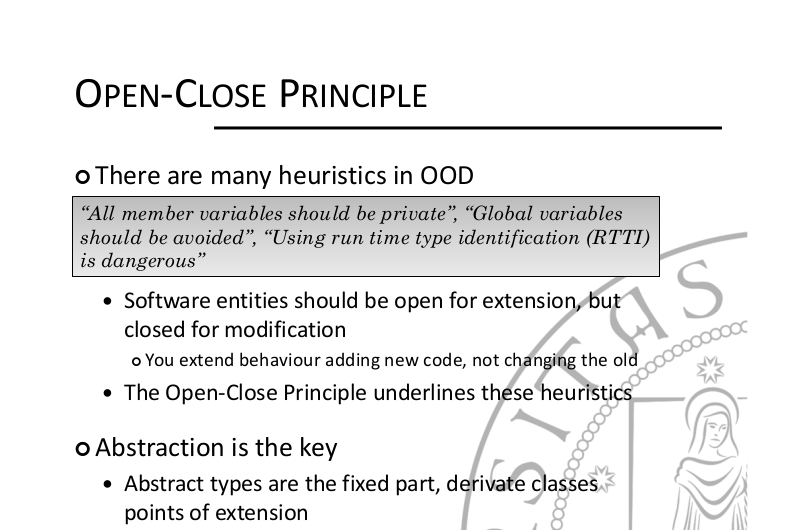 OPEN-CLOSE PRINCIPLE
There are many heuristics in OOD
“All member variables should be private”, “Global variables
should be avoided”, “Using run time type identification (RTTI)
is dangerous”
Software entities should be open for extension, but
closed for modification
You extend behaviour adding new code, not changing the old
The Open-Close Principle underlines these heuristics
Abstraction is the key
Abstract types are the fixed part, derivate classes
points of extension
SITAS